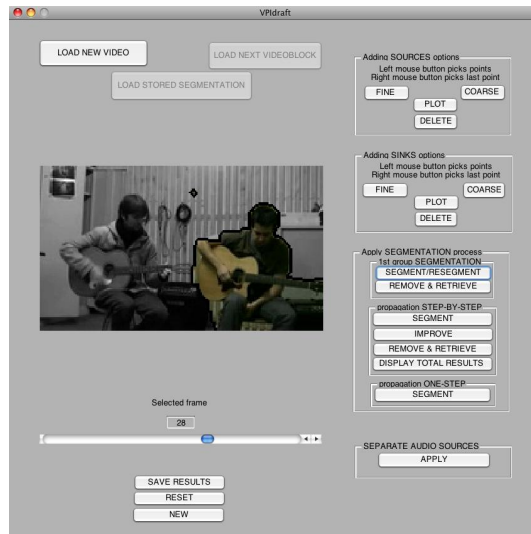 VPIdraft
LOAD NEW VIDEO
LOAD NEXT VIDEOBLOCK
LOAD STORED SEGMENTATION
Adding SOURCES options
Left mouse button picks points
Right mouse button picks last point
FINE
COARSE
PLOT
DELETE
Adding SINKS options
Left mouse button picks points
Right mouse button picks last point
FINE
COARSE
PLOT
DELETE
Apply SEGMENTATION process
1st group SEGMENTATION
SEGMENT/RESEGMENT
REMOVE & RETRIEVE
propagation STEP-BY-STEP
SEGMENT
IMPROVE
REMOVE & RETRIEVE
DISPLAY TOTAL RESULTS
propagation ONE-STEP
SEGMENT
Selected frame
28
SEPARATE AUDIO SOURCES
APPLY
SAVE RESULTS
RESET
NEW